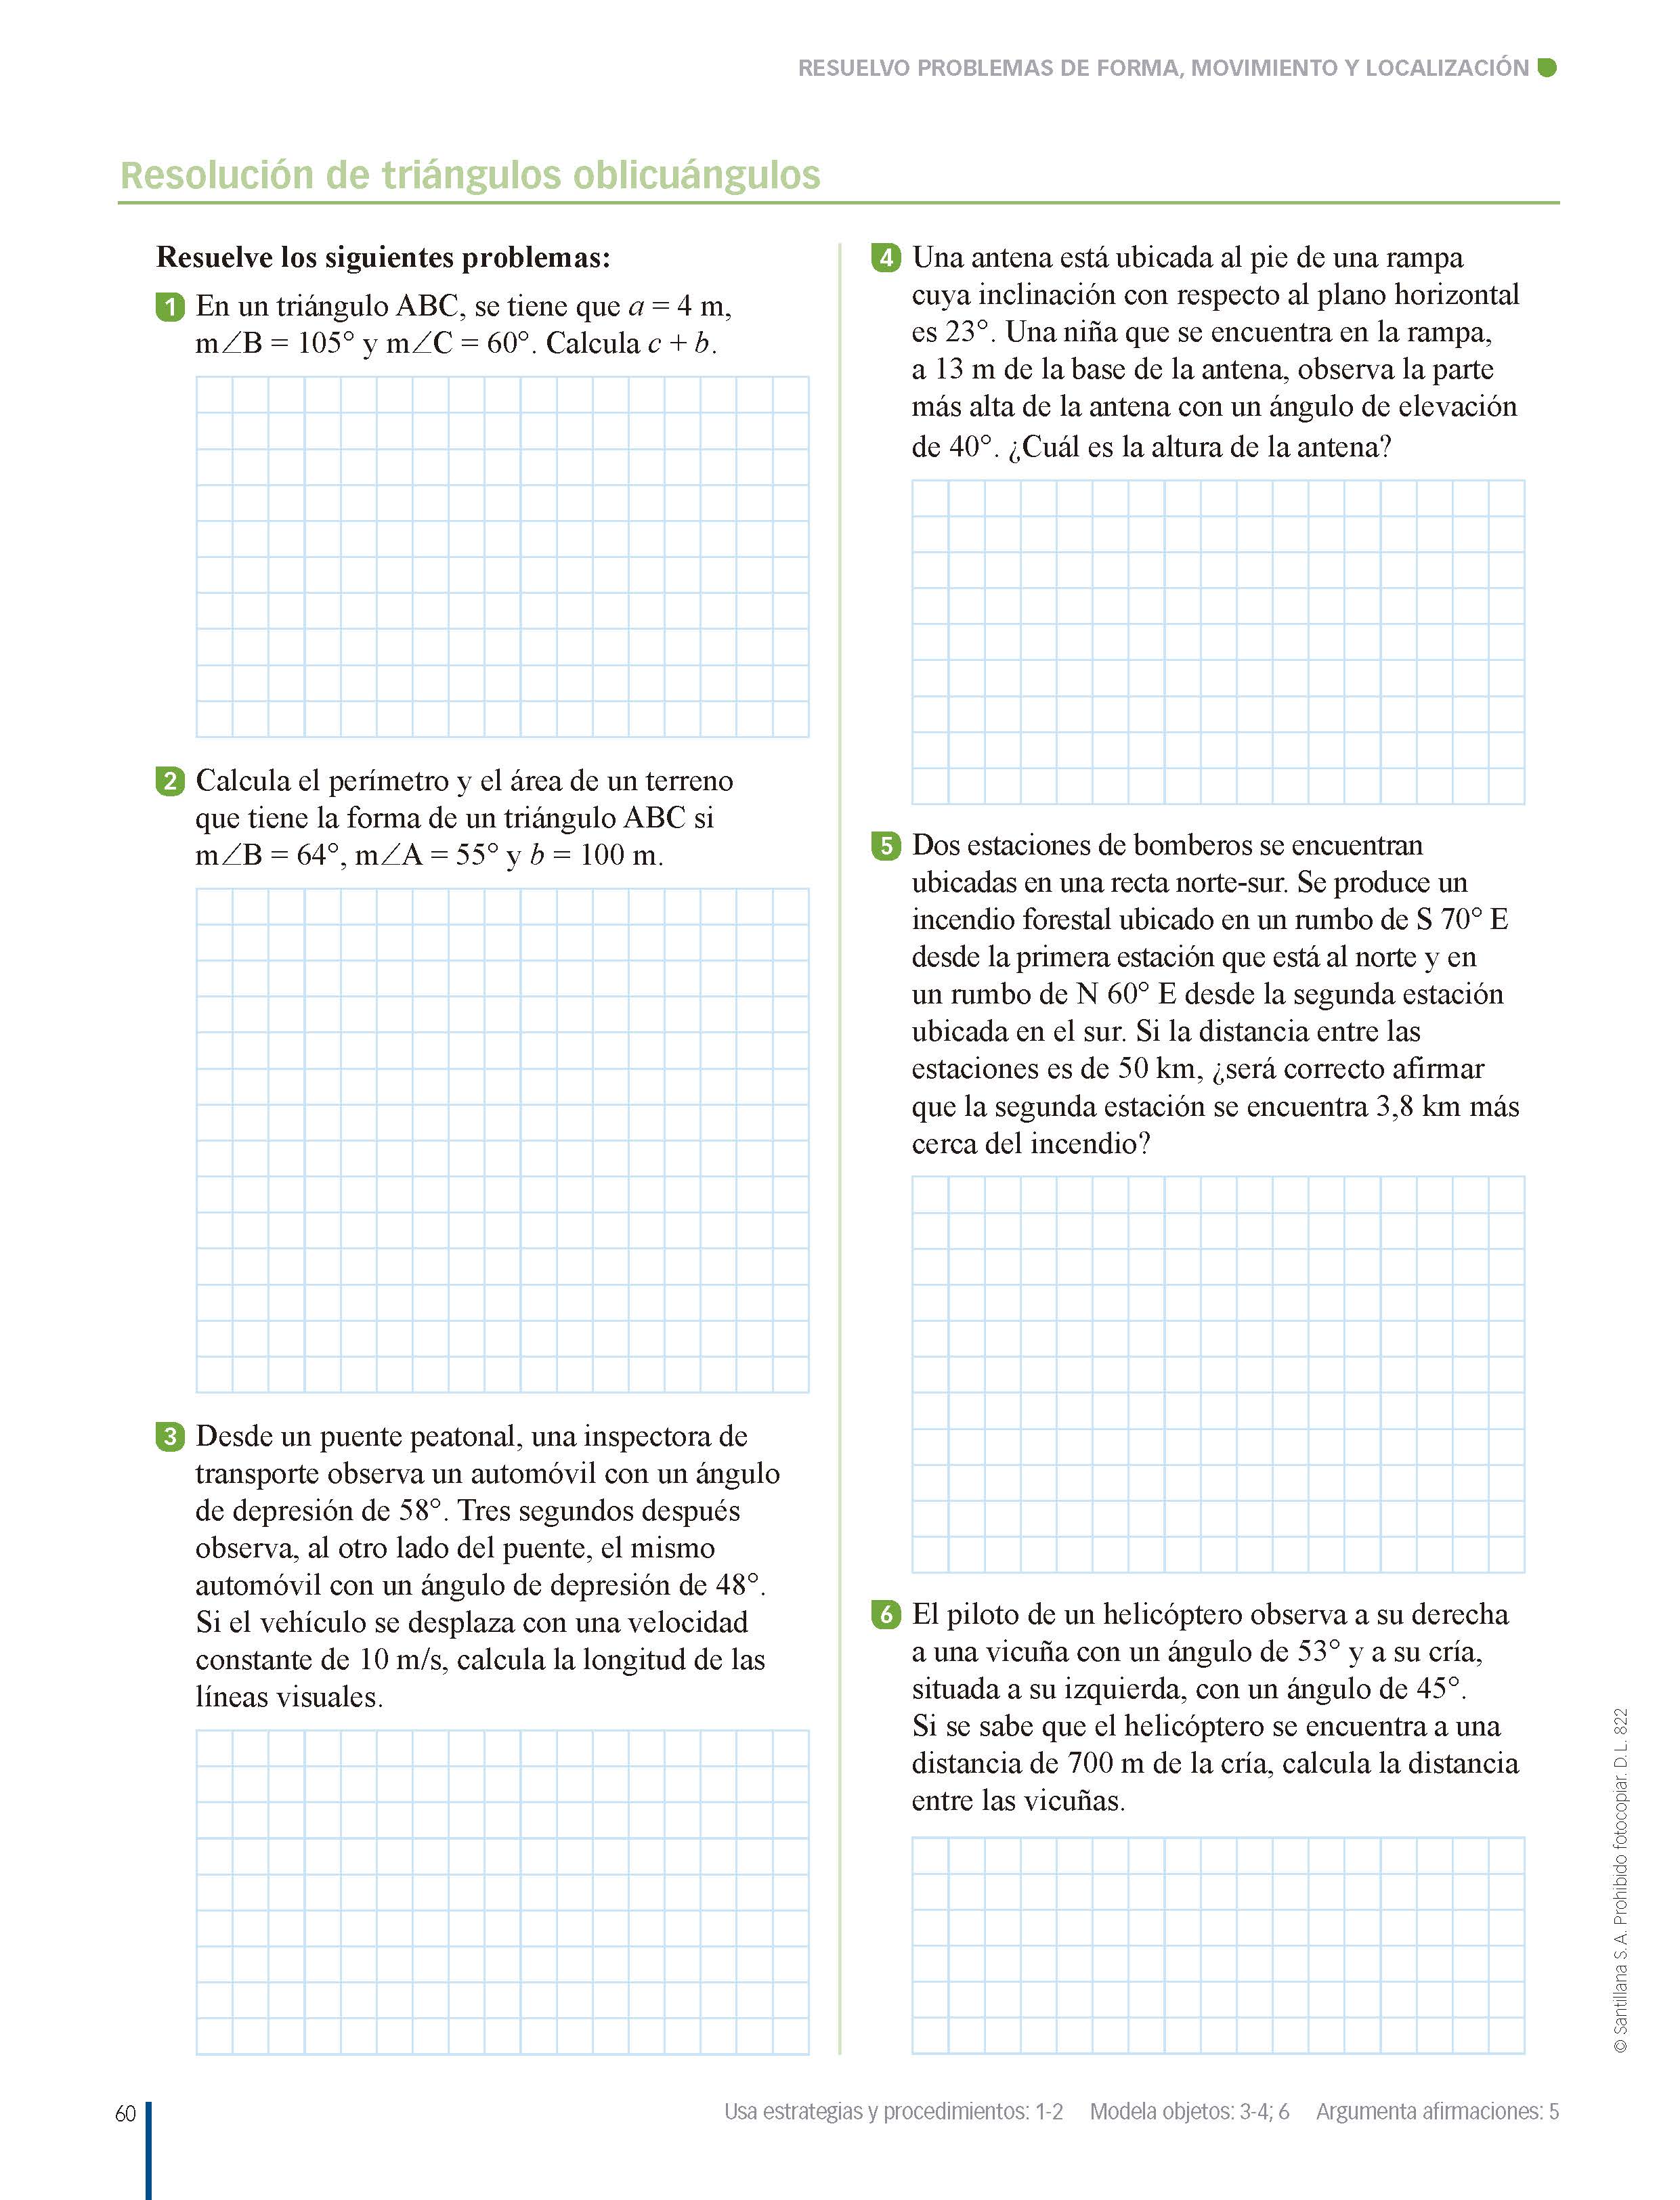 RESUELVO PROBLEMAS DE FORMA, MOVIMIENTO Y LOCALIZACIÓN
Resolución de triángulos oblicuángulos
Resuelve los siguientes problemas:
1 En un triángulo ABC, se tiene que a = 4 m,
m∠B = 105° y m∠C = 60°. Calcula c + b.
2 Calcula el perímetro y el área de un terreno
que tiene la forma de un triángulo ABC si
m∠B = 64°, m∠A = 55° y b = 100 m.
3 Desde un puente peatonal, una inspectora de
transporte observa un automóvil con un ángulo
de depresión de 58°. Tres segundos después
observa, al otro lado del puente, el mismo
automóvil con un ángulo de depresión de 48°.
Si el vehículo se desplaza con una velocidad
constante de 10 m/s, calcula la longitud de las
líneas visuales.
4 Una antena está ubicada al pie de una rampa
cuya inclinación con respecto al plano horizontal
es 23°. Una niña que se encuentra en la rampa,
a 13 m de la base de la antena, observa la parte
más alta de la antena con un ángulo de elevación
de 40°. ¿Cuál es la altura de la antena?
5 Dos estaciones de bomberos se encuentran
ubicadas en una recta norte-sur. Se produce un
incendio forestal ubicado en un rumbo de S 70° E
desde la primera estación que está al norte y en
un rumbo de N 60° E desde la segunda estación
ubicada en el sur. Si la distancia entre las
estaciones es de 50 km, ¿será correcto afirmar
que la segunda estación se encuentra 3,8 km más
cerca del incendio?
6 El piloto de un helicóptero observa a su derecha
a una vicuña con un ángulo de 53° y a su cría,
situada a su izquierda, con un ángulo de 45°.
Si se sabe que el helicóptero se encuentra a una
distancia de 700 m de la cría, calcula la distancia
entre las vicuñas.
© Santillana S. A. Prohibido fotocopiar. D. L. 822
60
Usa estrategias y procedimientos: 1-2 Modela objetos: 3-4; 6 Argumenta afirmaciones: 5